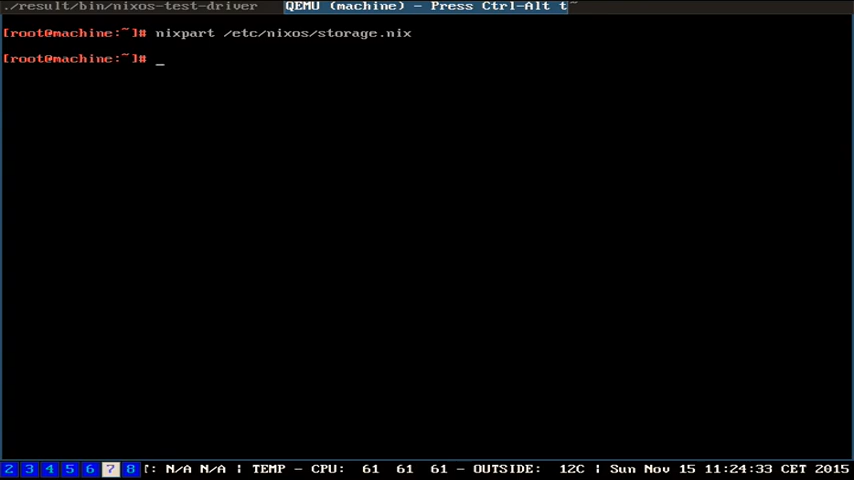 ./result/bin/nixos-test-driver QEMU (machine) - Press Ctrl-Alt t~
[root@machine:~]# nixpart /etc/nixos/storage.nix
[root@machine:~]# _
2 3 4 5 6 7 8 : N/A N/A | TEMP - CPU: 61 61 61 - OUTSIDE: 12C | Sun Nov 15 11:24:33 CET 2015